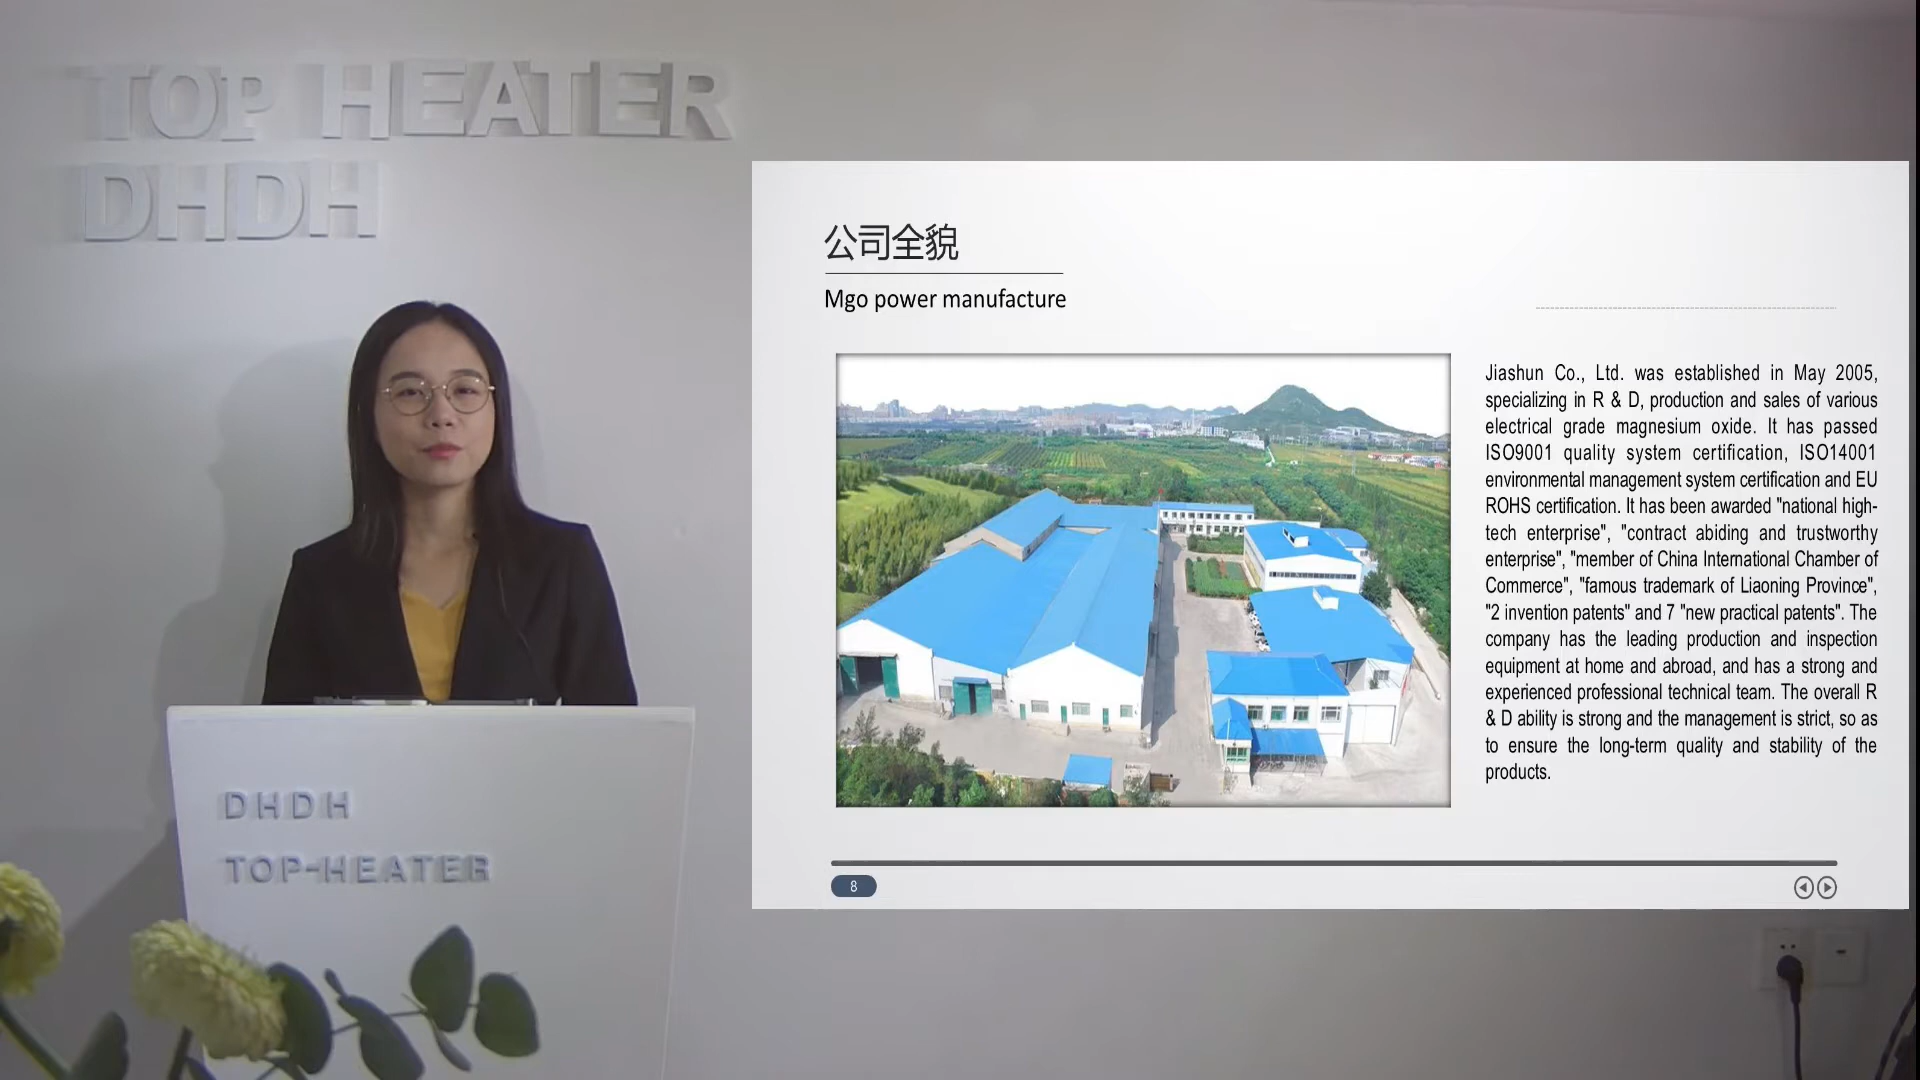 TOP HEATER
DHDH
公司全貌
Mgo power manufacture
Jiashun Co., Ltd. was established in May 2005,
specializing in R & D, production and sales of various
electrical grade magnesium oxide. It has passed
ISO9001 quality system certification, ISO14001
environmental management system certification and EU
ROHS certification. It has been awarded "national high-
tech enterprise", "contract abiding and trustworthy
enterprise", "member of China International Chamber of
Commerce", "famous trademark of Liaoning Province",
"2 invention patents" and 7 "new practical patents". The
company has the leading production and inspection
equipment at home and abroad, and has a strong and
experienced professional technical team. The overall R
& D ability is strong and the management is strict, so as
to ensure the long-term quality and stability of the
products.
8
DHDH
TOP-HEATER